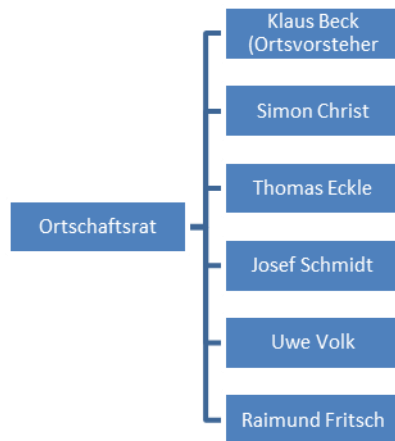 Klaus Beck
(Ortsvorsteher
Simon Christ
Thomas Eckle
Ortschaftsrat
Josef Schmidt
Uwe Volk
Raimund Fritsch